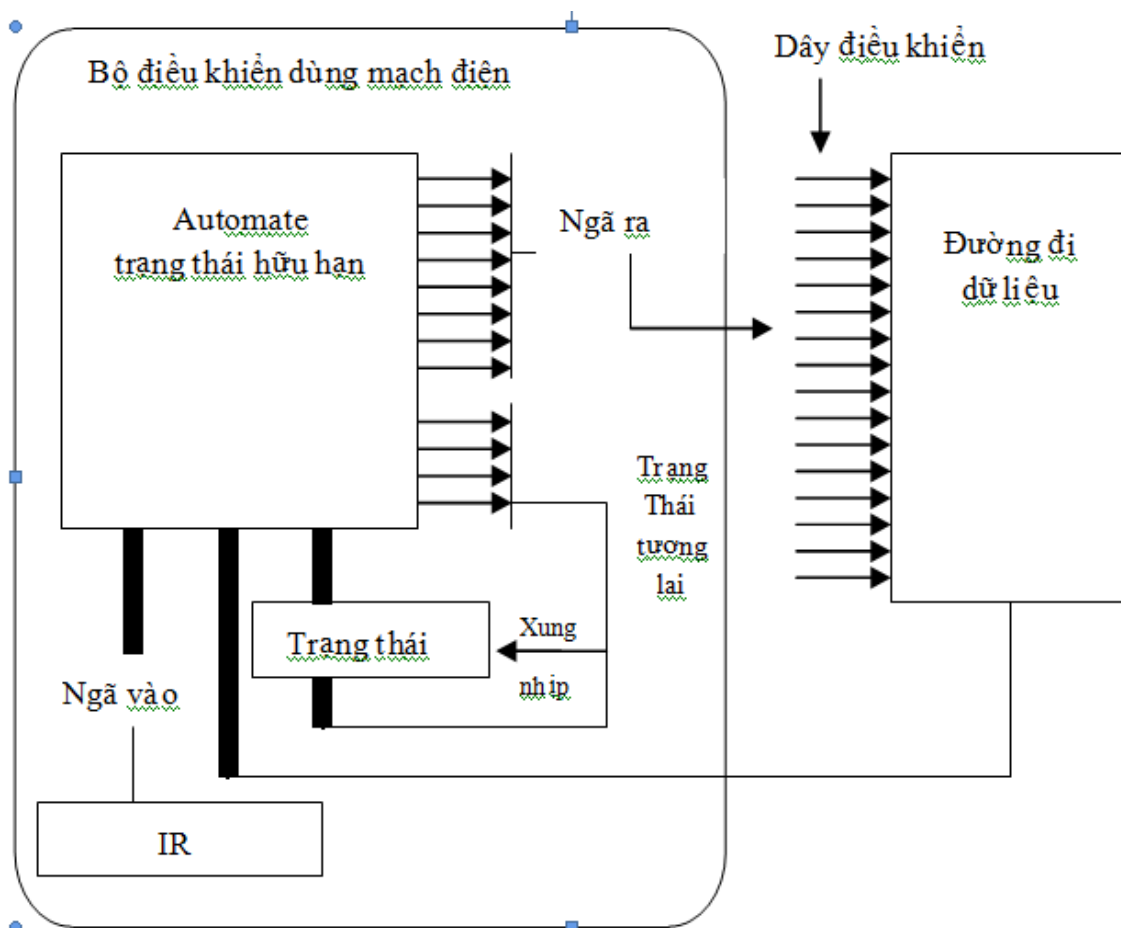 Bộ điều khiển dùng mạch điện
Dây điều khiển
Automate
trạng thái hữu hạn
Ngã ra
Đường đi
dữ liệu
Trạng
Thái
tương
lai
Trạng thái
Xung
nhịp
Ngã vào
IR